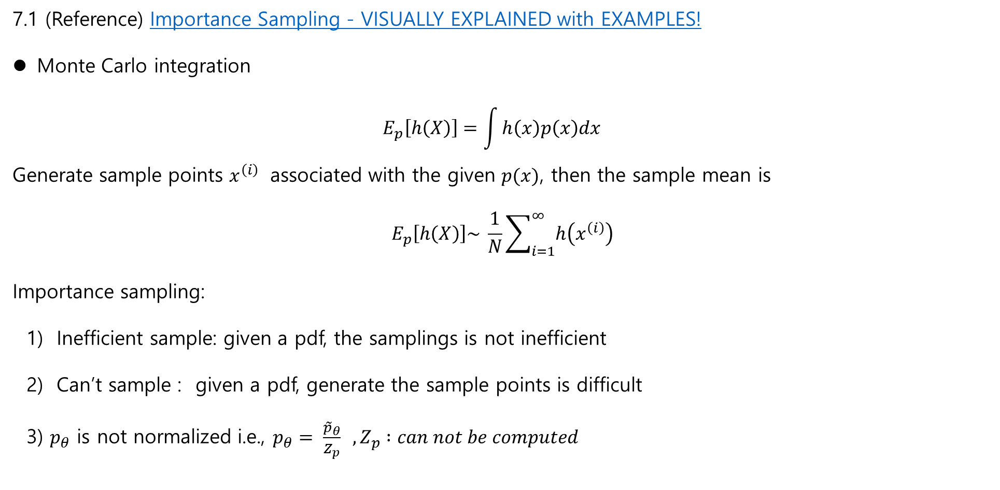 7.1 (Reference) Importance Sampling - VISUALLY EXPLAINED with EXAMPLES!
● Monte Carlo integration
$E_p[h(X)] = \int h(x)p(x)dx$
Generate sample points $x^{(i)}$ associated with the given $p(x)$, then the sample mean is
$E_p[h(X)] \sim \frac{1}{N} \sum_{i=1}^{\infty} h(x^{(i)})$
Importance sampling:
1) Inefficient sample: given a pdf, the samplings is not inefficient
2) Can't sample : given a pdf, generate the sample points is difficult
3) $p_\theta$ is not normalized i.e., $p_\theta = \frac{\tilde{p}_\theta}{Z_p}$ , $Z_p$ : can not be computed